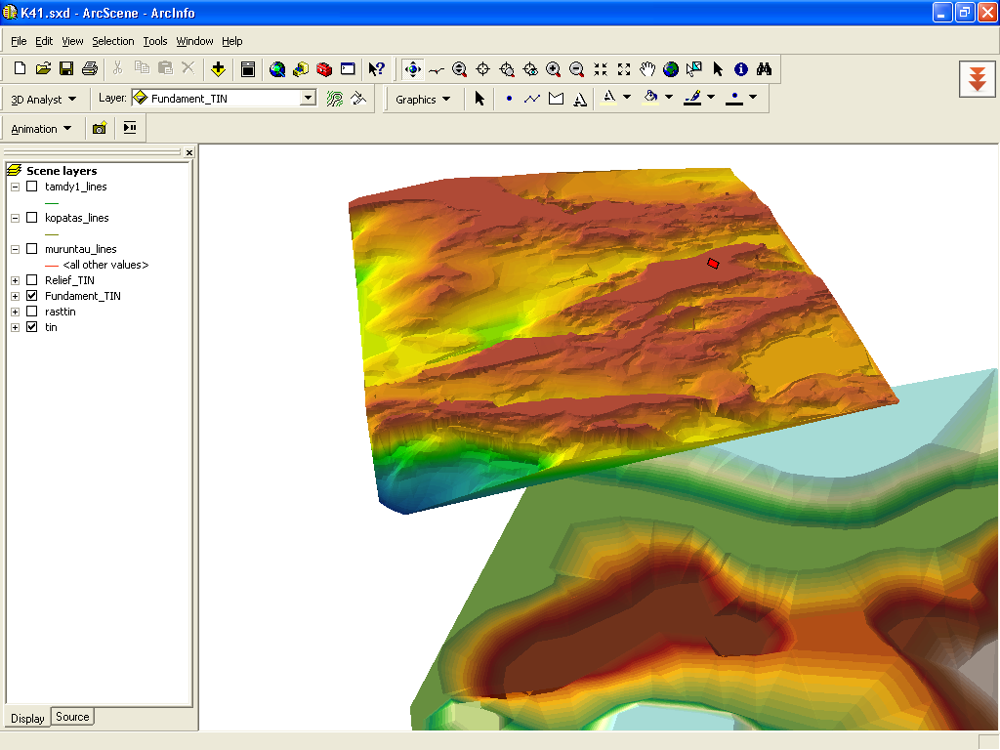 K41.sxd - ArcScene - ArcInfo
File Edit View Selection Tools Window Help
3D Analyst Layer: Fundament_TIN Graphics A A
Animation
Scene layers
tamdy1_lines
kopatas_lines
muruntau_lines
<all other values>
Relief_TIN
Fundament_TIN
rasttin
tin
Display Source